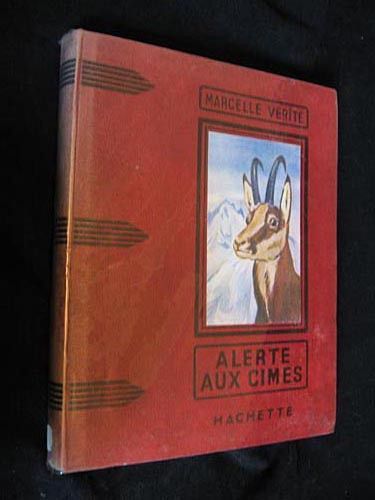 MARCELLE VÉRITÉ
ALERTE
AUX CIMES
HACHETTE